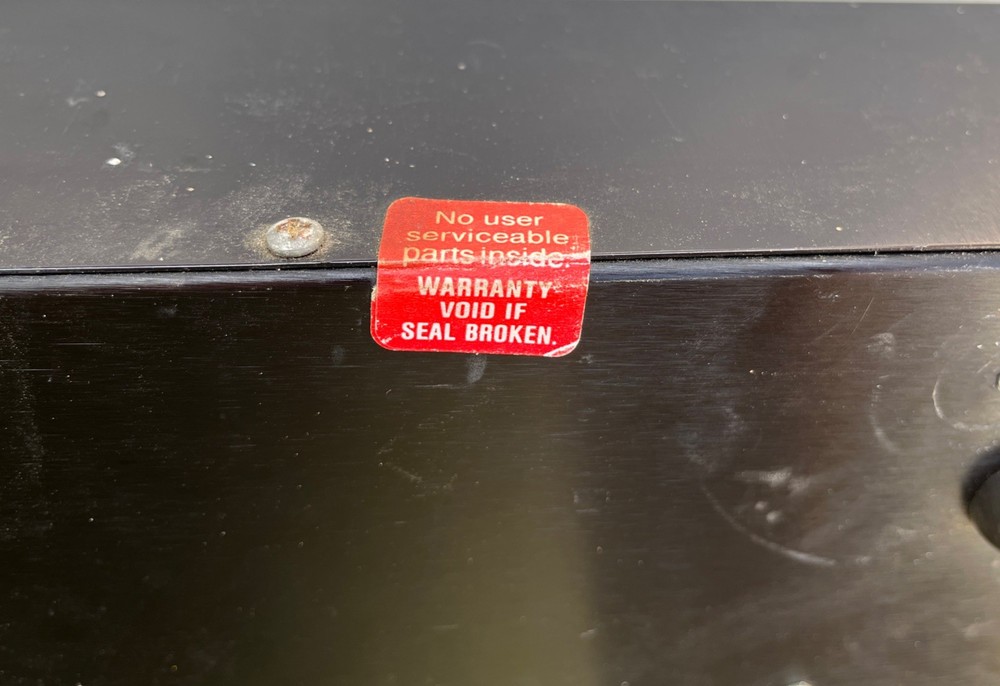 No user
serviceable
parts inside.
WARRANTY
VOID IF
SEAL BROKEN.